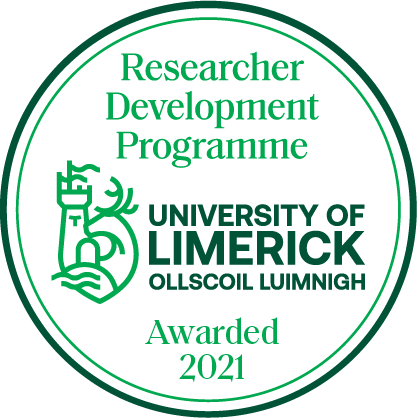 Researcher
Development
Programme
UNIVERSITY OF
LIMERICK
OLLSCOIL LUIMNIGH
Awarded
2021